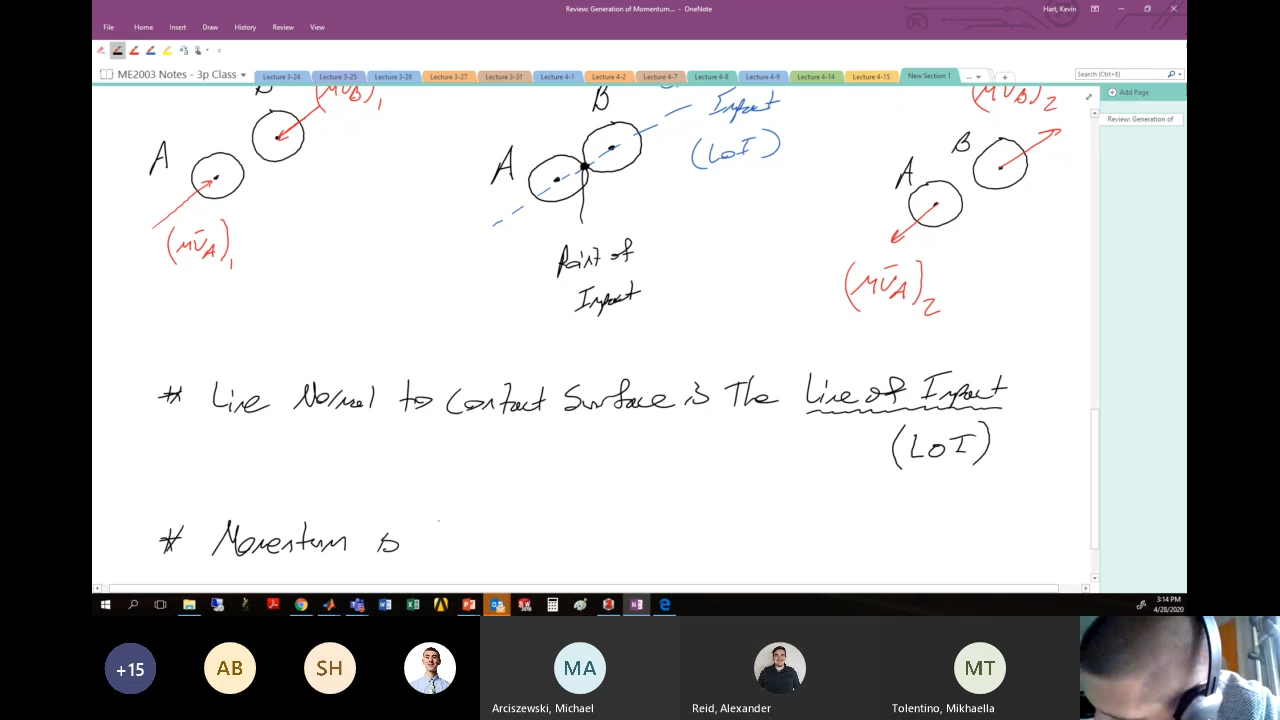 Review: Generation of Momentum... - OneNote
Hart, Kevin
File Home Insert Draw History Review View
ME2003 Notes - 3p Class
Lecture 3-24 Lecture 3-25 Lecture 3-26 Lecture 3-27 Lecture 3-31 Lecture 4-1 Lecture 4-2 Lecture 4-7 Lecture 4-8 Lecture 4-9 Lecture 4-14 Lecture 4-15 New Section 1 ...
Search (Ctrl+E)
Add Page
Review: Generation of
(MV̄B)1
A
B
Impact
(LOI)
A
Point of
Impact
(MV̄B)2
B
A
(MV̄A)1
(MV̄A)2
* Line Normal to Contact Surface is The Line of Impact
(LOI)
* Momentum is
3:14 PM
4/28/2020
+15
AB
SH
MA
MT
Arciszewski, Michael
Reid, Alexander
Tolentino, Mikhaella